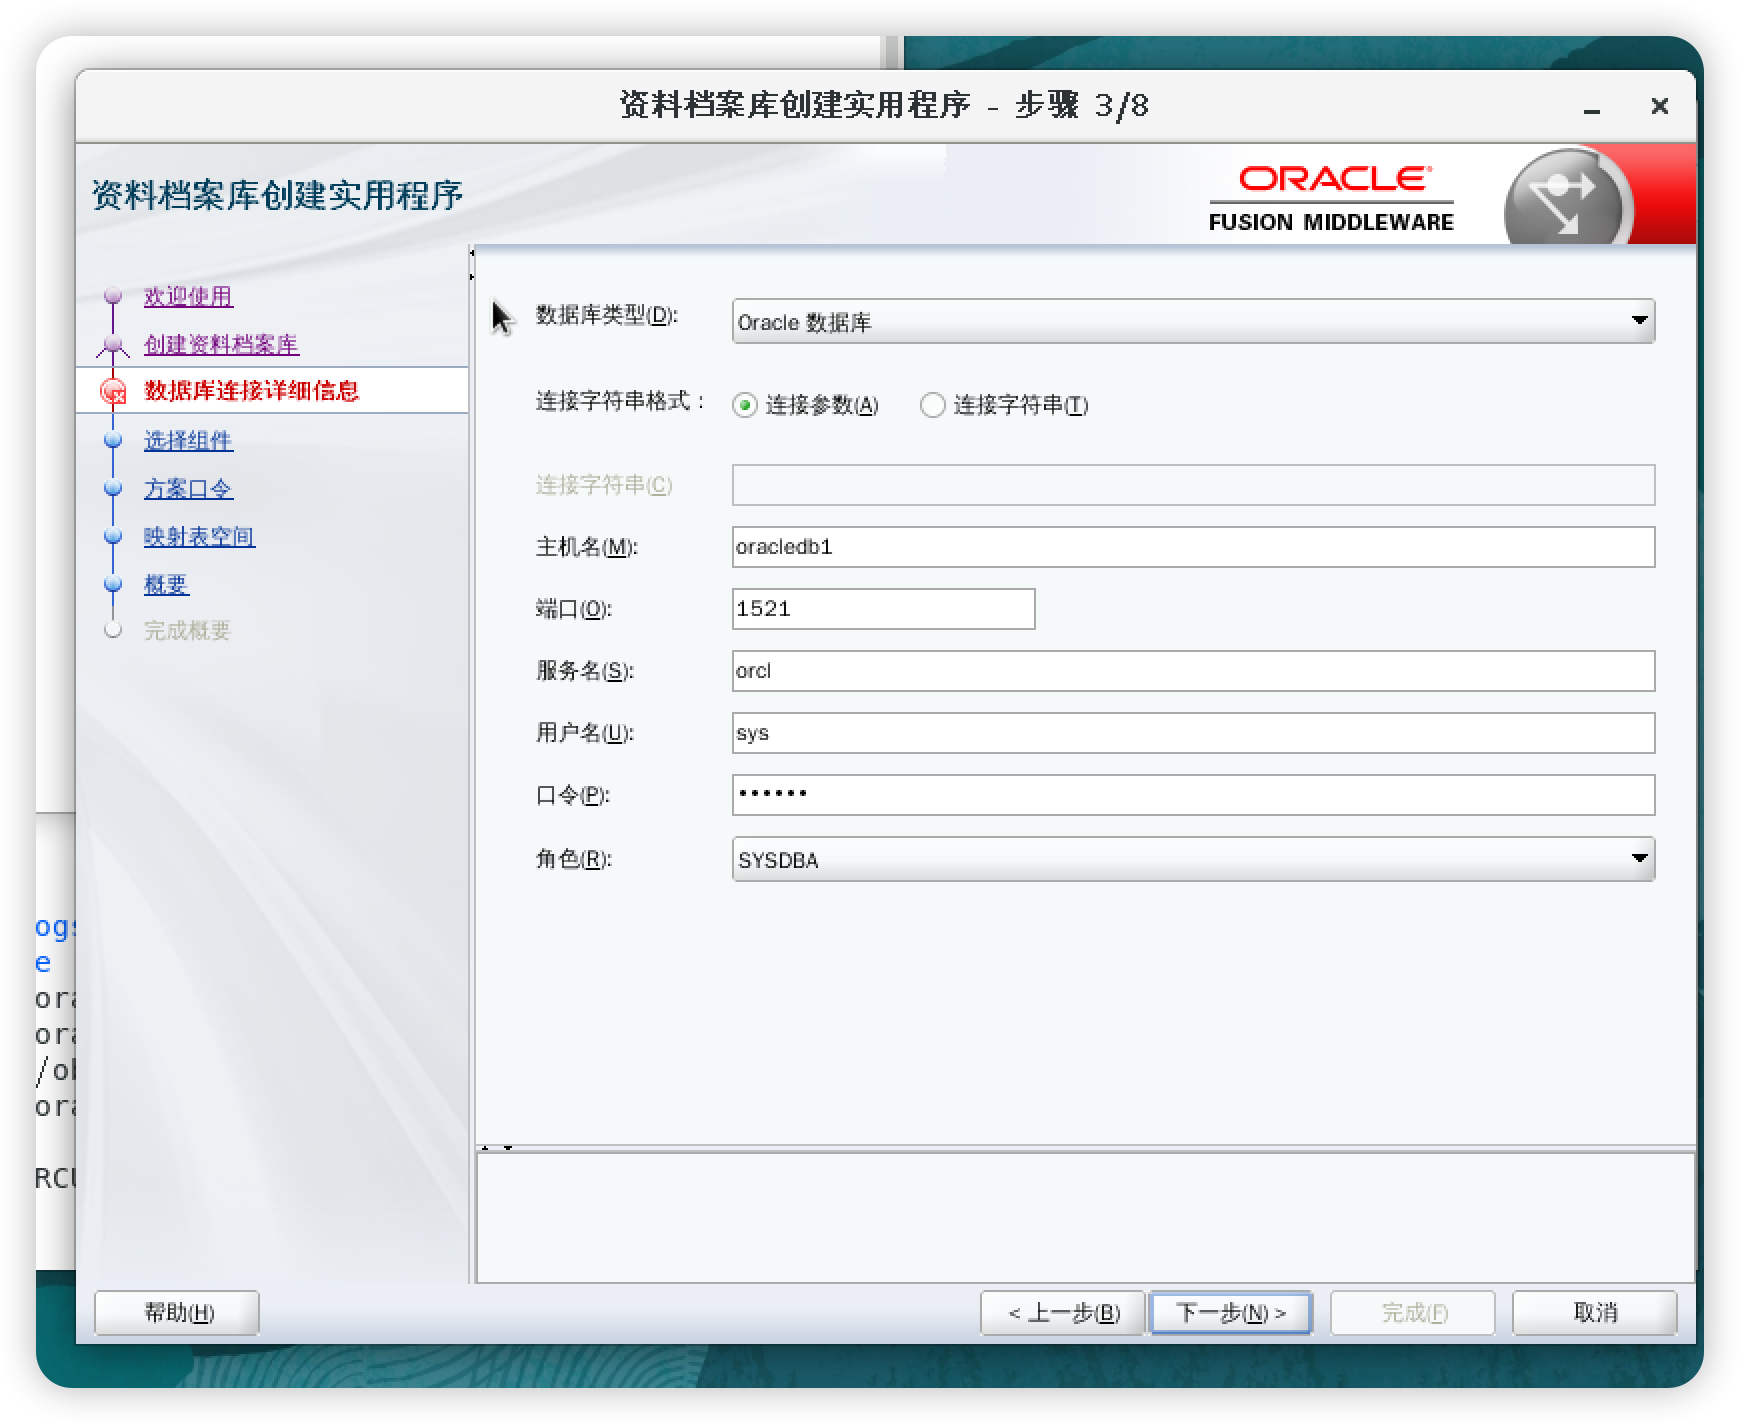 资料档案库创建实用程序 - 步骤 3/8
资料档案库创建实用程序
ORACLE
FUSION MIDDLEWARE
欢迎使用
创建资料档案库
数据库连接详细信息
选择组件
方案口令
映射表空间
概要
完成概要
数据库类型(D): Oracle 数据库
连接字符串格式： 连接参数(A) 连接字符串(T)
连接字符串(C)
主机名(M): oracledb1
端口(O): 1521
服务名(S): orcl
用户名(U): sys
口令(P): ••••••
角色(R): SYSDBA
ogs
e
ora
ora
/ob
ora
RCU
帮助(H) < 上一步(B) 下一步(N) > 完成(F) 取消